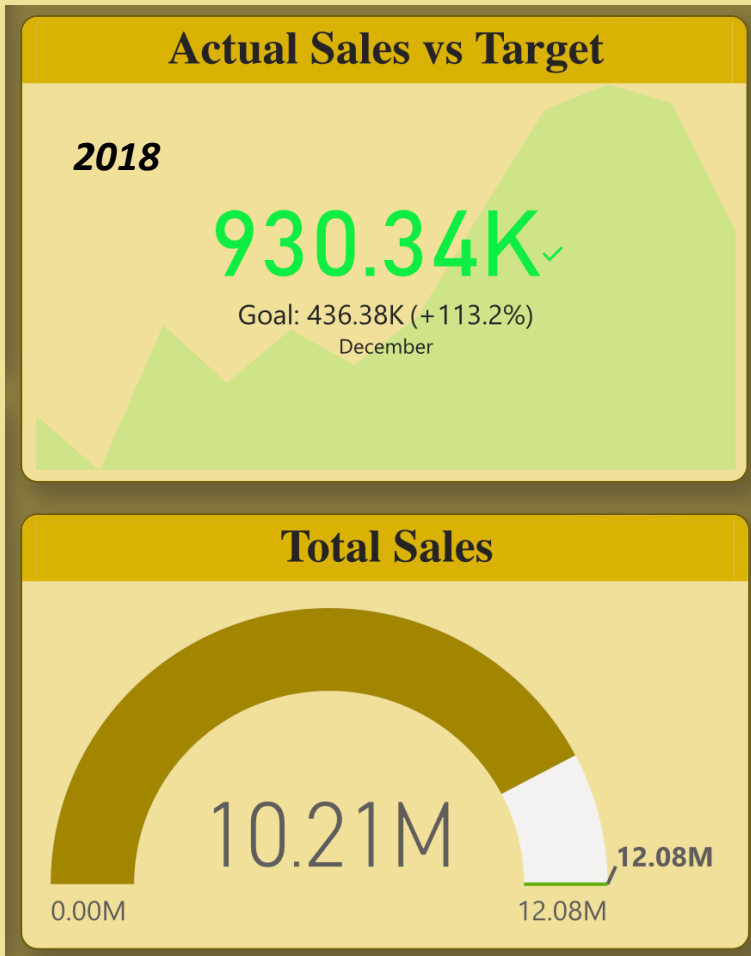 Actual Sales vs Target
2018
930.34K
Goal: 436.38K (+113.2%)
December
Total Sales
10.21M
12.08M
0.00M
12.08M